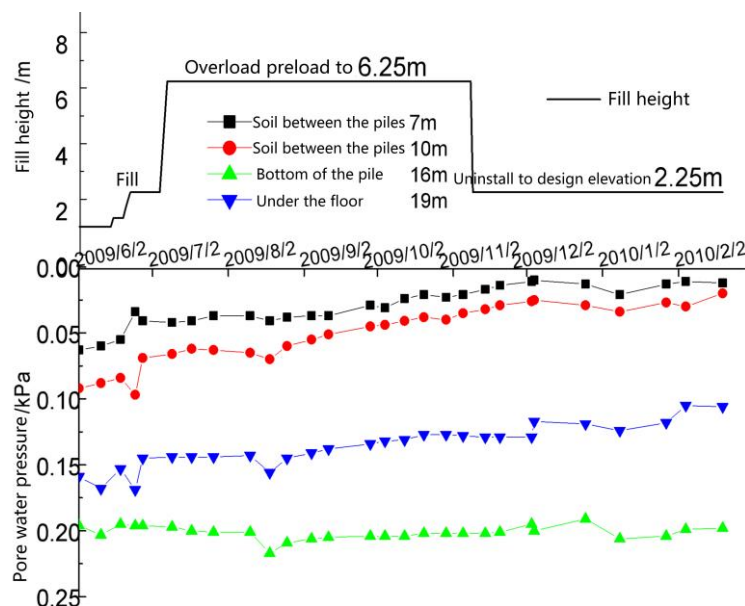 8
6
4
2
Fill height /m
Overload preload to 6.25m
Fill height
Soil between the piles 7m
Soil between the piles 10m
Bottom of the pile 16m
Under the floor 19m
Fill
Uninstall to design elevation 2.25m
2009/6/2
2009/7/2
2009/8/2
2009/9/2
2009/10/2
2009/11/2
2009/12/2
2010/1/2
2010/2/2
0.00
0.05
0.10
0.15
0.20
0.25
Pore water pressure/kPa